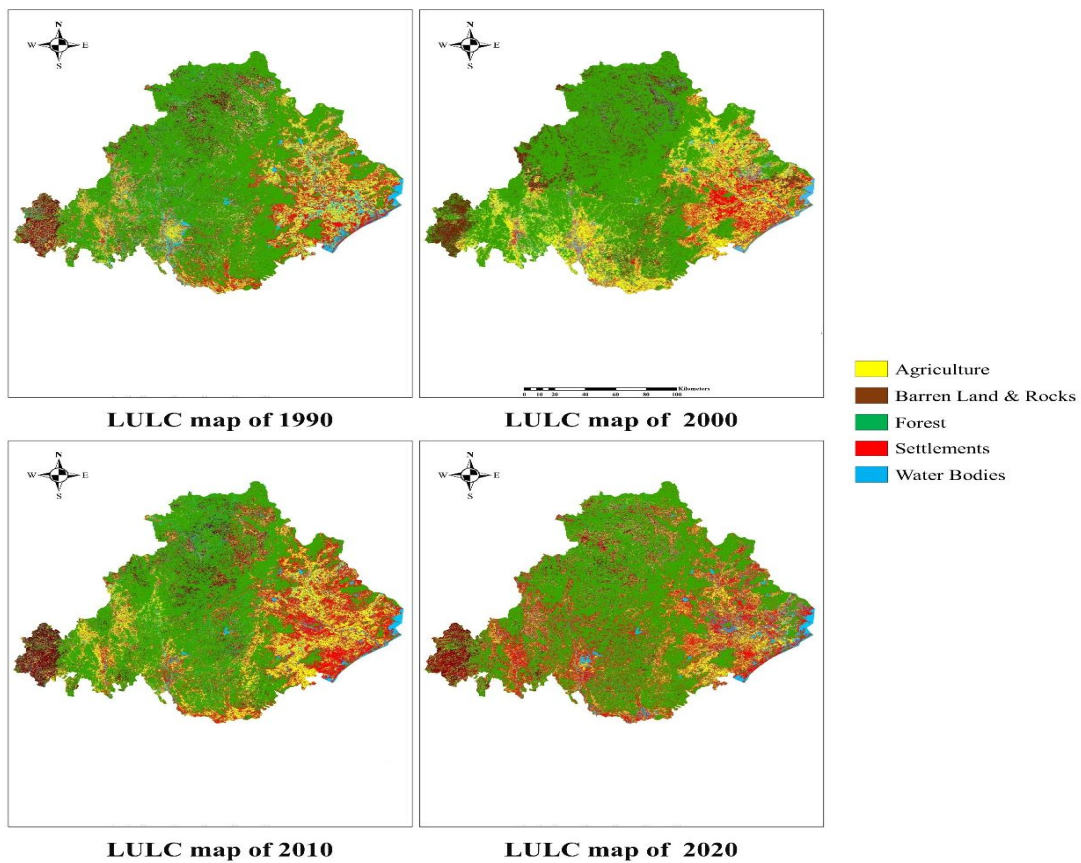 N
W E
S
N
W E
S
Kilometers
0 10 20 40 60 80 100
LULC map of 1990
LULC map of 2000
Agriculture
Barren Land & Rocks
Forest
Settlements
Water Bodies
N
W E
S
N
W E
S
LULC map of 2010
LULC map of 2020